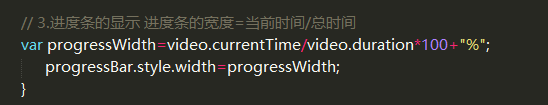 // 3.进度条的显示 进度条的宽度=当前时间/总时间
var progressWidth=video.currentTime/video.duration*100+"%";
progressBar.style.width=progressWidth;
}